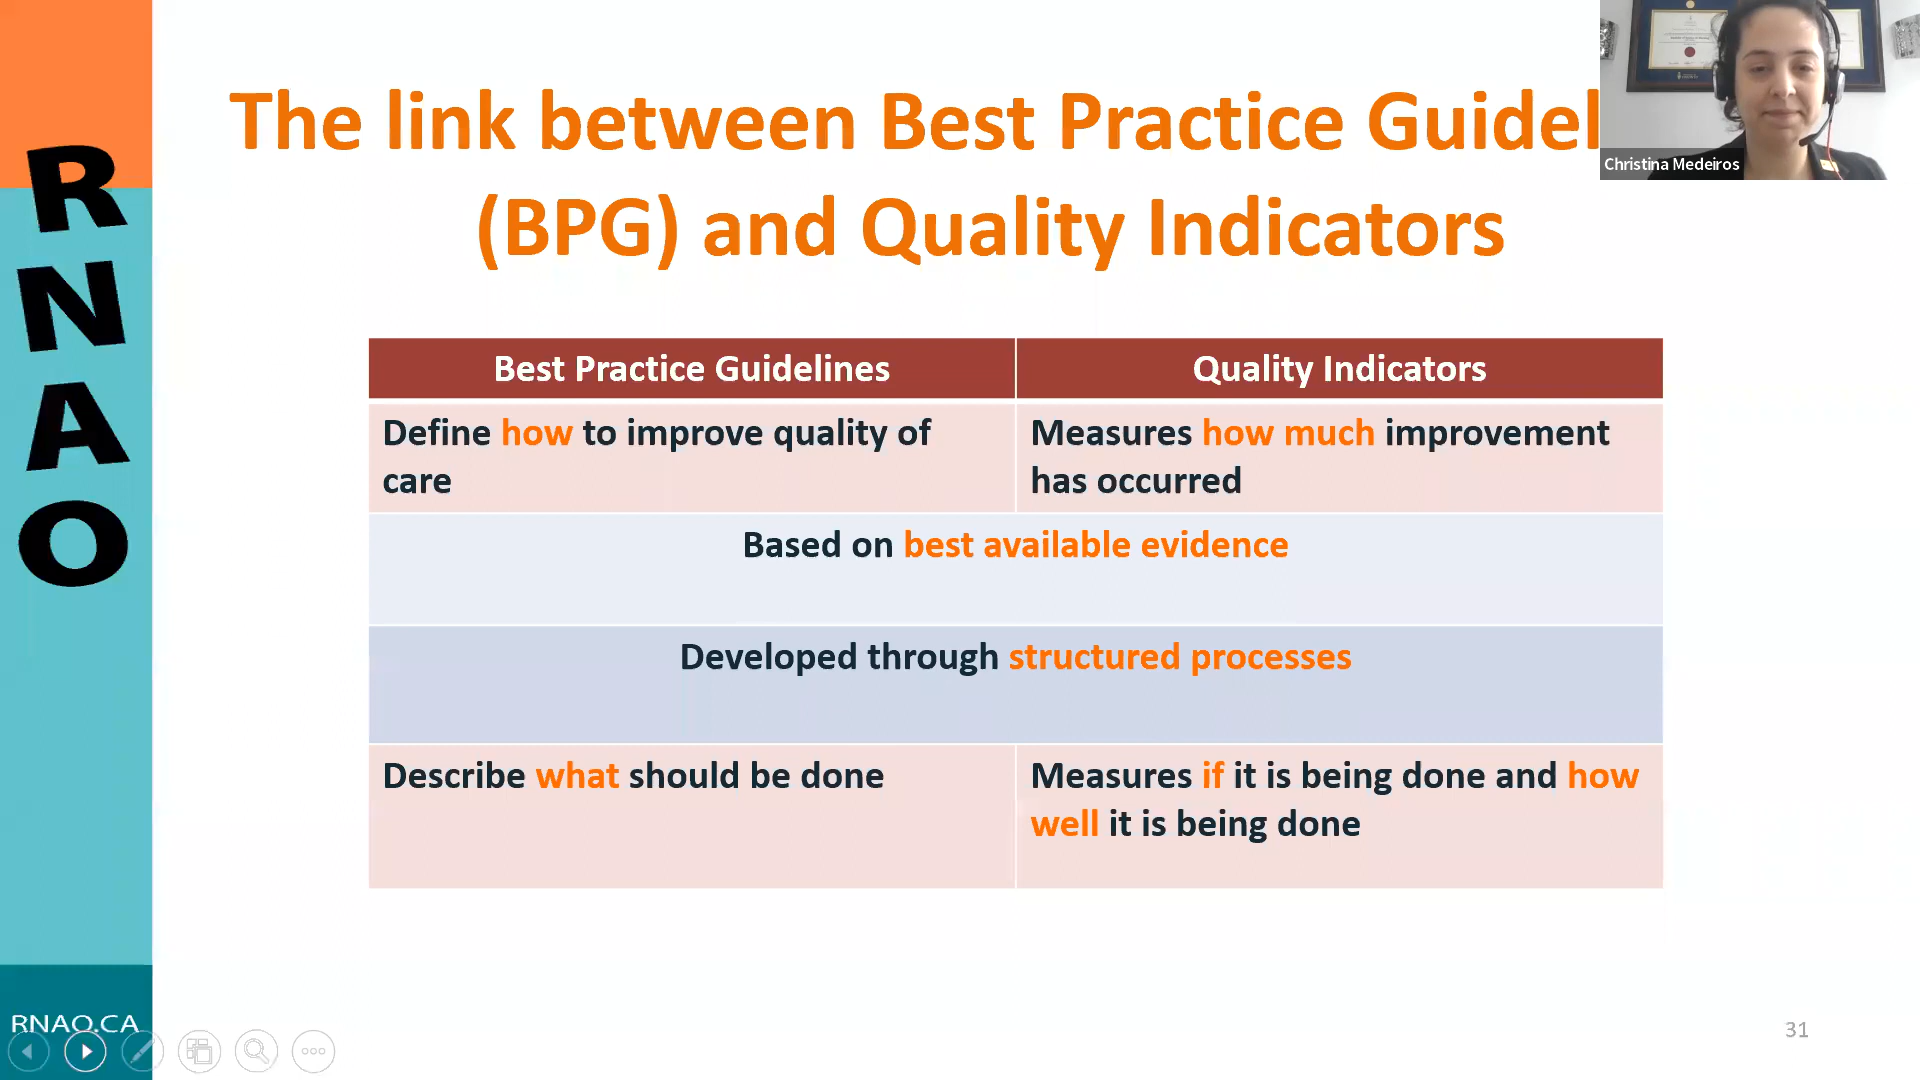 RNAO
The link between Best Practice Guidel
(BPG) and Quality Indicators
Christina Medeiros
Best Practice Guidelines
Quality Indicators
Define how to improve quality of
care
Measures how much improvement
has occurred
Based on best available evidence
Developed through structured processes
Describe what should be done
Measures if it is being done and how
well it is being done
RNAO.CA
31